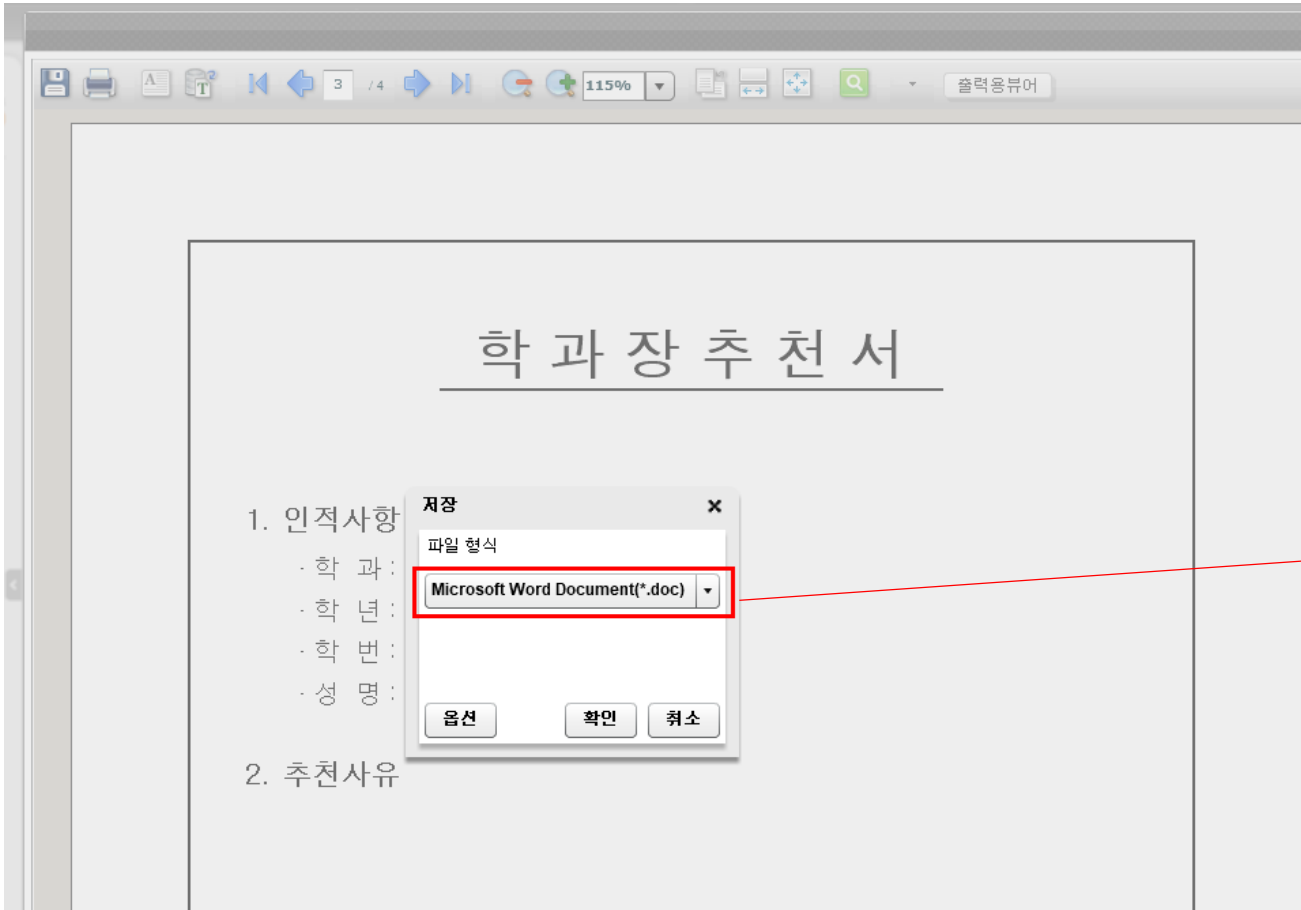 3 /4 115% 출력용뷰어
학 과 장 추 천 서
1. 인적사항
· 학 과 :
· 학 년 :
· 학 번 :
· 성 명 :
저장
파일 형식
Microsoft Word Document(*.doc)
옵션 확인 취소
2. 추천사유